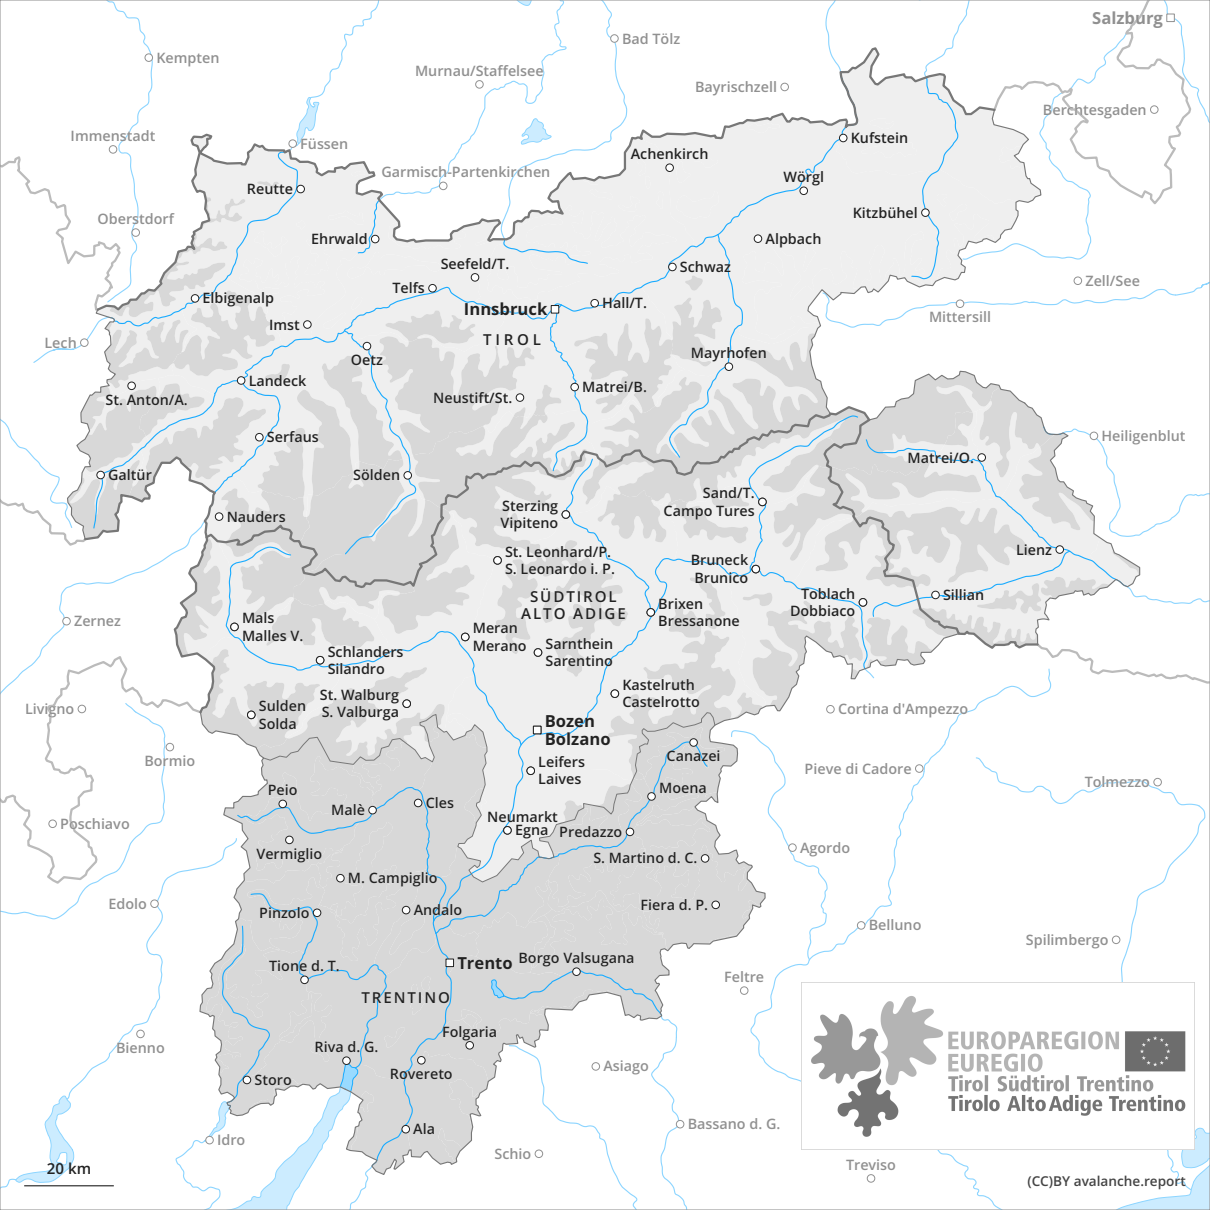 Salzburg
Kempten
Bad Tölz
Murnau/Staffelsee
Bayrischzell
Berchtesgaden
Immenstadt
Füssen
Kufstein
Achenkirch
Garmisch-Partenkirchen
Wörgl
Reutte
Oberstdorf
Kitzbühel
Ehrwald
Alpbach
Seefeld/T.
Schwaz
Zell/See
Telfs
Elbigenalp
Hall/T.
Innsbruck
Mittersill
Imst
TIROL
Lech
Oetz
Mayrhofen
Landeck
Matrei/B.
St. Anton/A.
Neustift/St.
Serfaus
Heiligenblut
Matrei/O.
Galtür
Sölden
Sand/T.
Campo Tures
Sterzing
Vipiteno
Nauders
Lienz
St. Leonhard/P.
S. Leonardo i. P.
Bruneck
Brunico
SÜDTIROL
ALTO ADIGE
Toblach
Dobbiaco
Sillian
Brixen
Bressanone
Zernez
Mals
Malles V.
Meran
Merano
Sarnthein
Sarentino
Schlanders
Silandro
Kastelruth
Castelrotto
St. Walburg
S. Valburga
Sulden
Solda
Livigno
Cortina d'Ampezzo
Bozen
Bolzano
Bormio
Canazei
Leifers
Laives
Pieve di Cadore
Tolmezzo
Peio
Moena
Malè
Cles
Neumarkt
Egna
Predazzo
Poschiavo
Vermiglio
S. Martino d. C.
Agordo
M. Campiglio
Edolo
Pinzolo
Andalo
Fiera d. P.
Belluno
Spilimbergo
Trento
Borgo Valsugana
Tione d. T.
Feltre
TRENTINO
Folgaria
Bienno
Riva d. G.
Rovereto
Asiago
Storo
EUROPAREGION
EUREGIO
Tirol Südtirol Trentino
Tirolo Alto Adige Trentino
Ala
Bassano d. G.
Idro
Schio
Treviso
20 km
(CC)BY avalanche.report